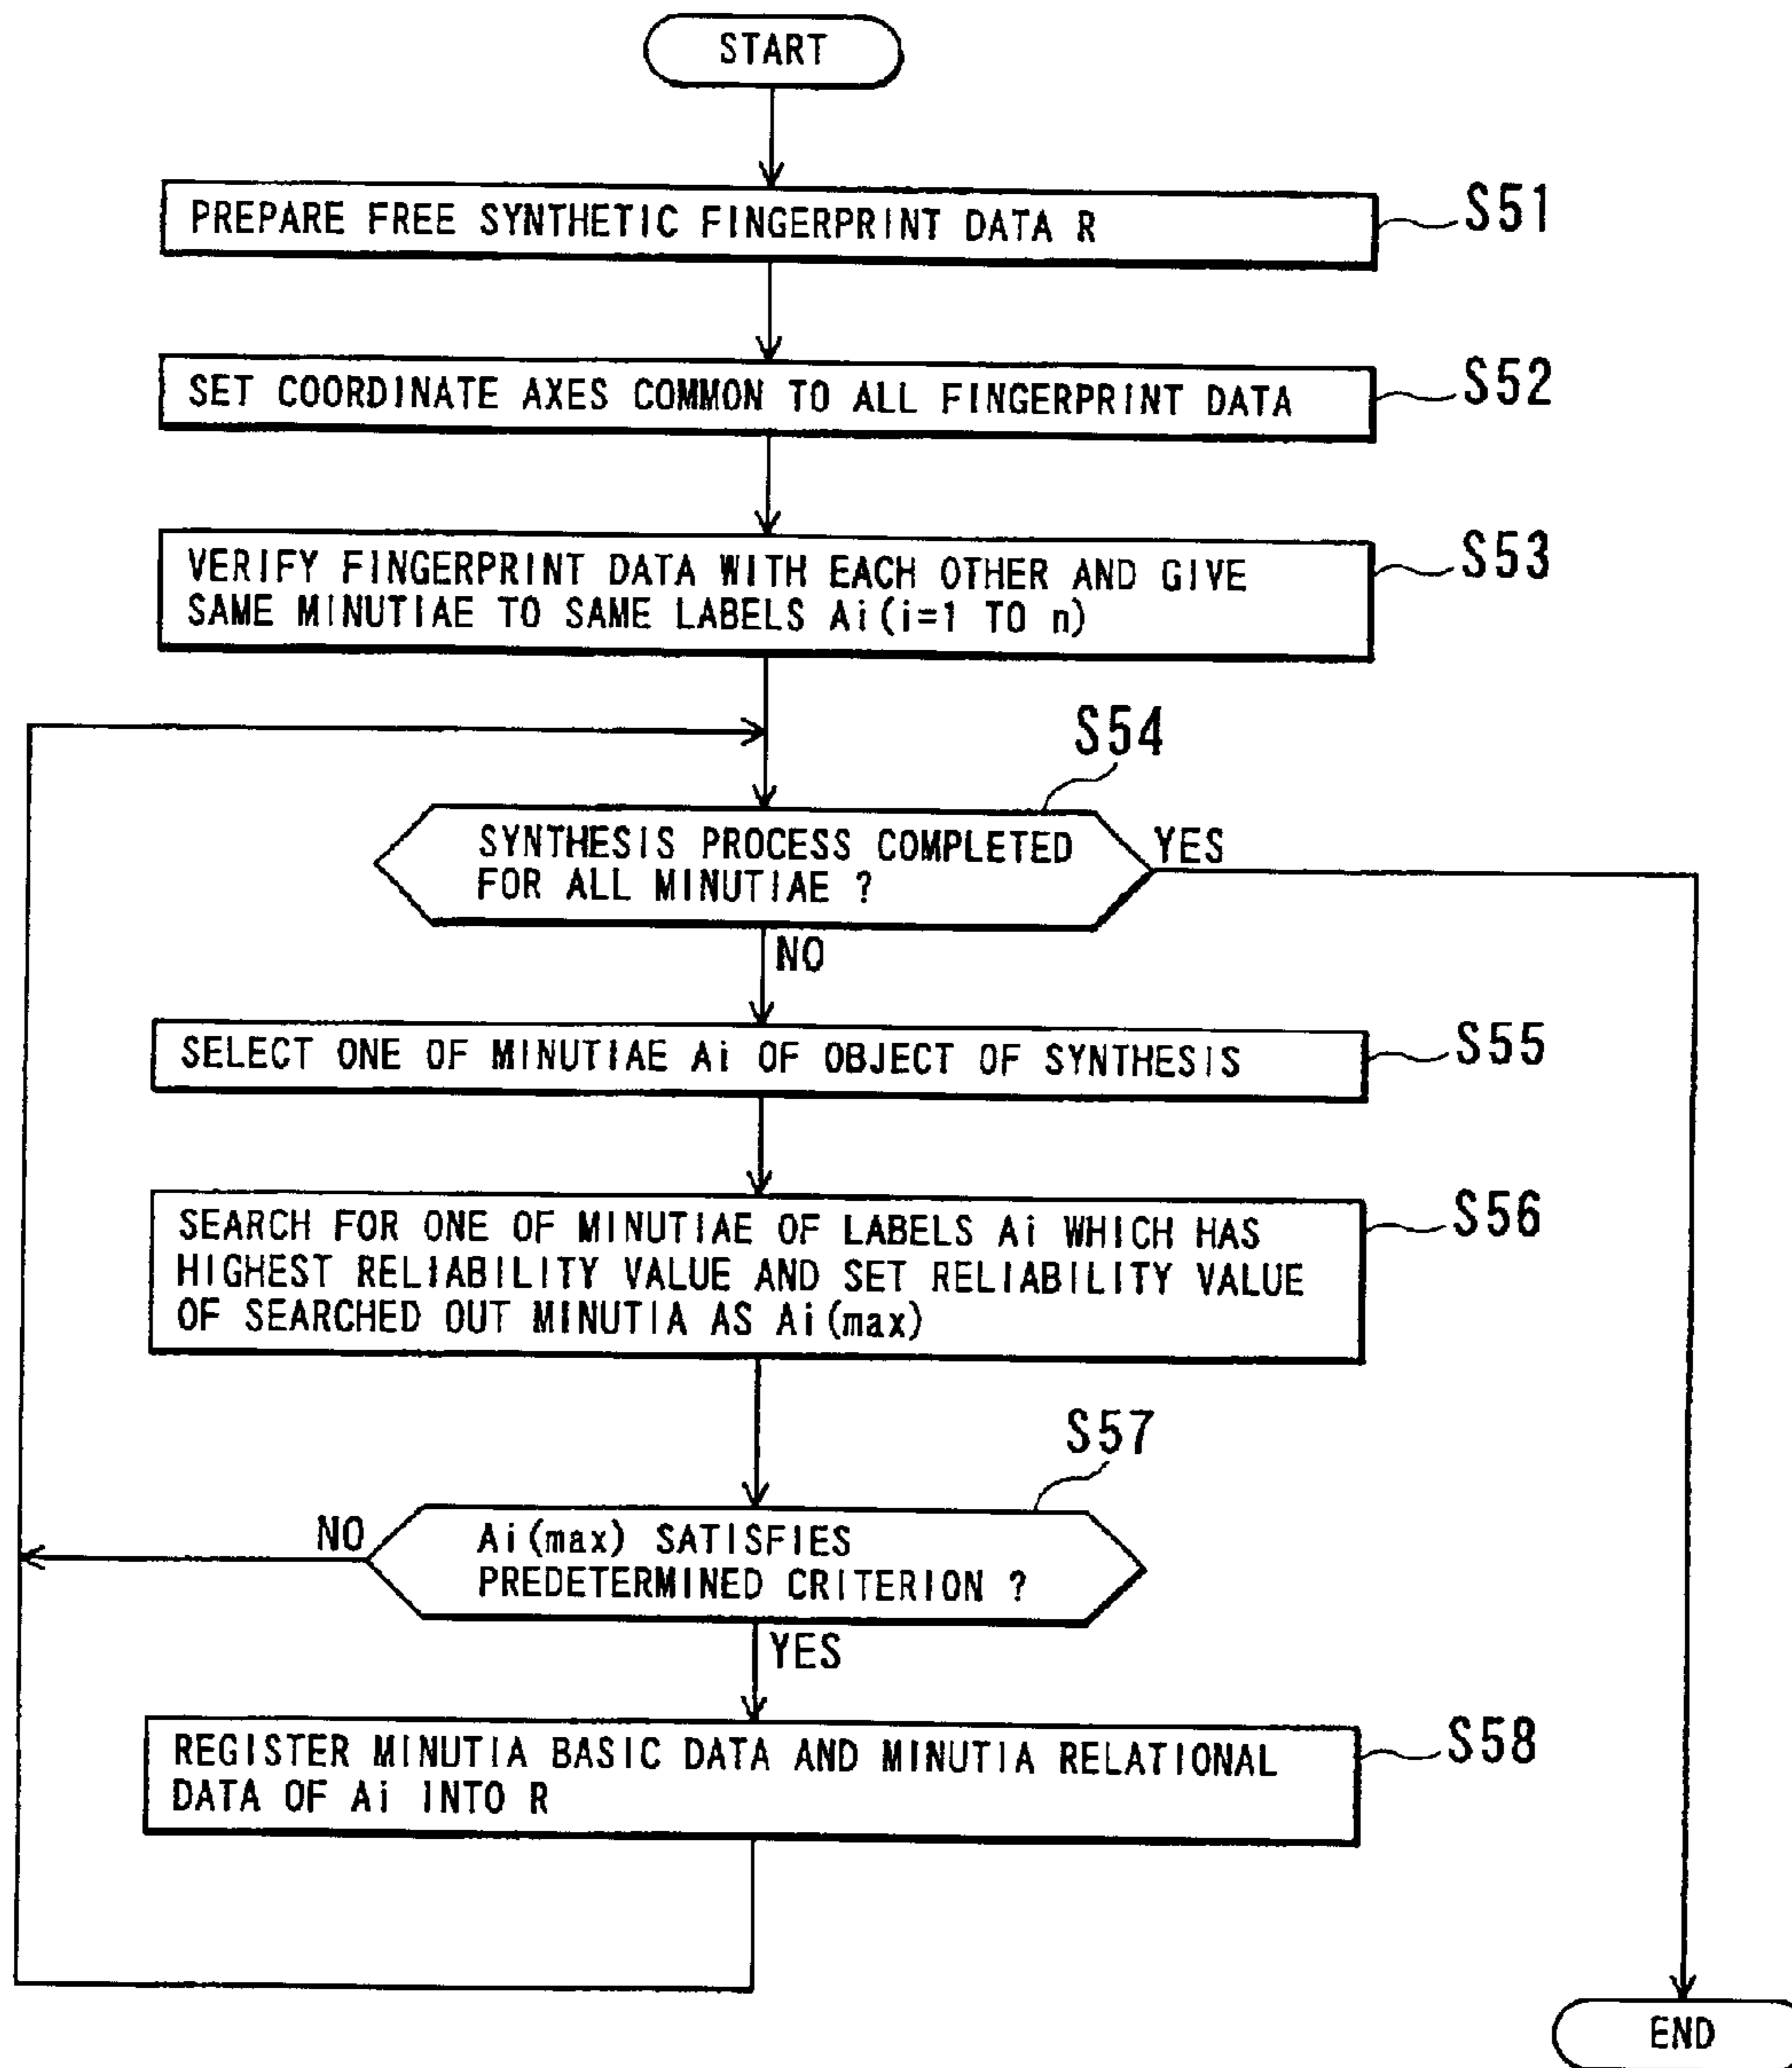 START
PREPARE FREE SYNTHETIC FINGERPRINT DATA R
S51
SET COORDINATE AXES COMMON TO ALL FINGERPRINT DATA
S52
VERIFY FINGERPRINT DATA WITH EACH OTHER AND GIVE
SAME MINUTIAE TO SAME LABELS Ai(i=1 TO n)
S53
S54
SYNTHESIS PROCESS COMPLETED
FOR ALL MINUTIAE ?
YES
NO
SELECT ONE OF MINUTIAE Ai OF OBJECT OF SYNTHESIS
S55
SEARCH FOR ONE OF MINUTIAE OF LABELS Ai WHICH HAS
HIGHEST RELIABILITY VALUE AND SET RELIABILITY VALUE
OF SEARCHED OUT MINUTIA AS Ai(max)
S56
S57
NO
Ai(max) SATISFIES
PREDETERMINED CRITERION ?
YES
REGISTER MINUTIA BASIC DATA AND MINUTIA RELATIONAL
DATA OF Ai INTO R
S58
END